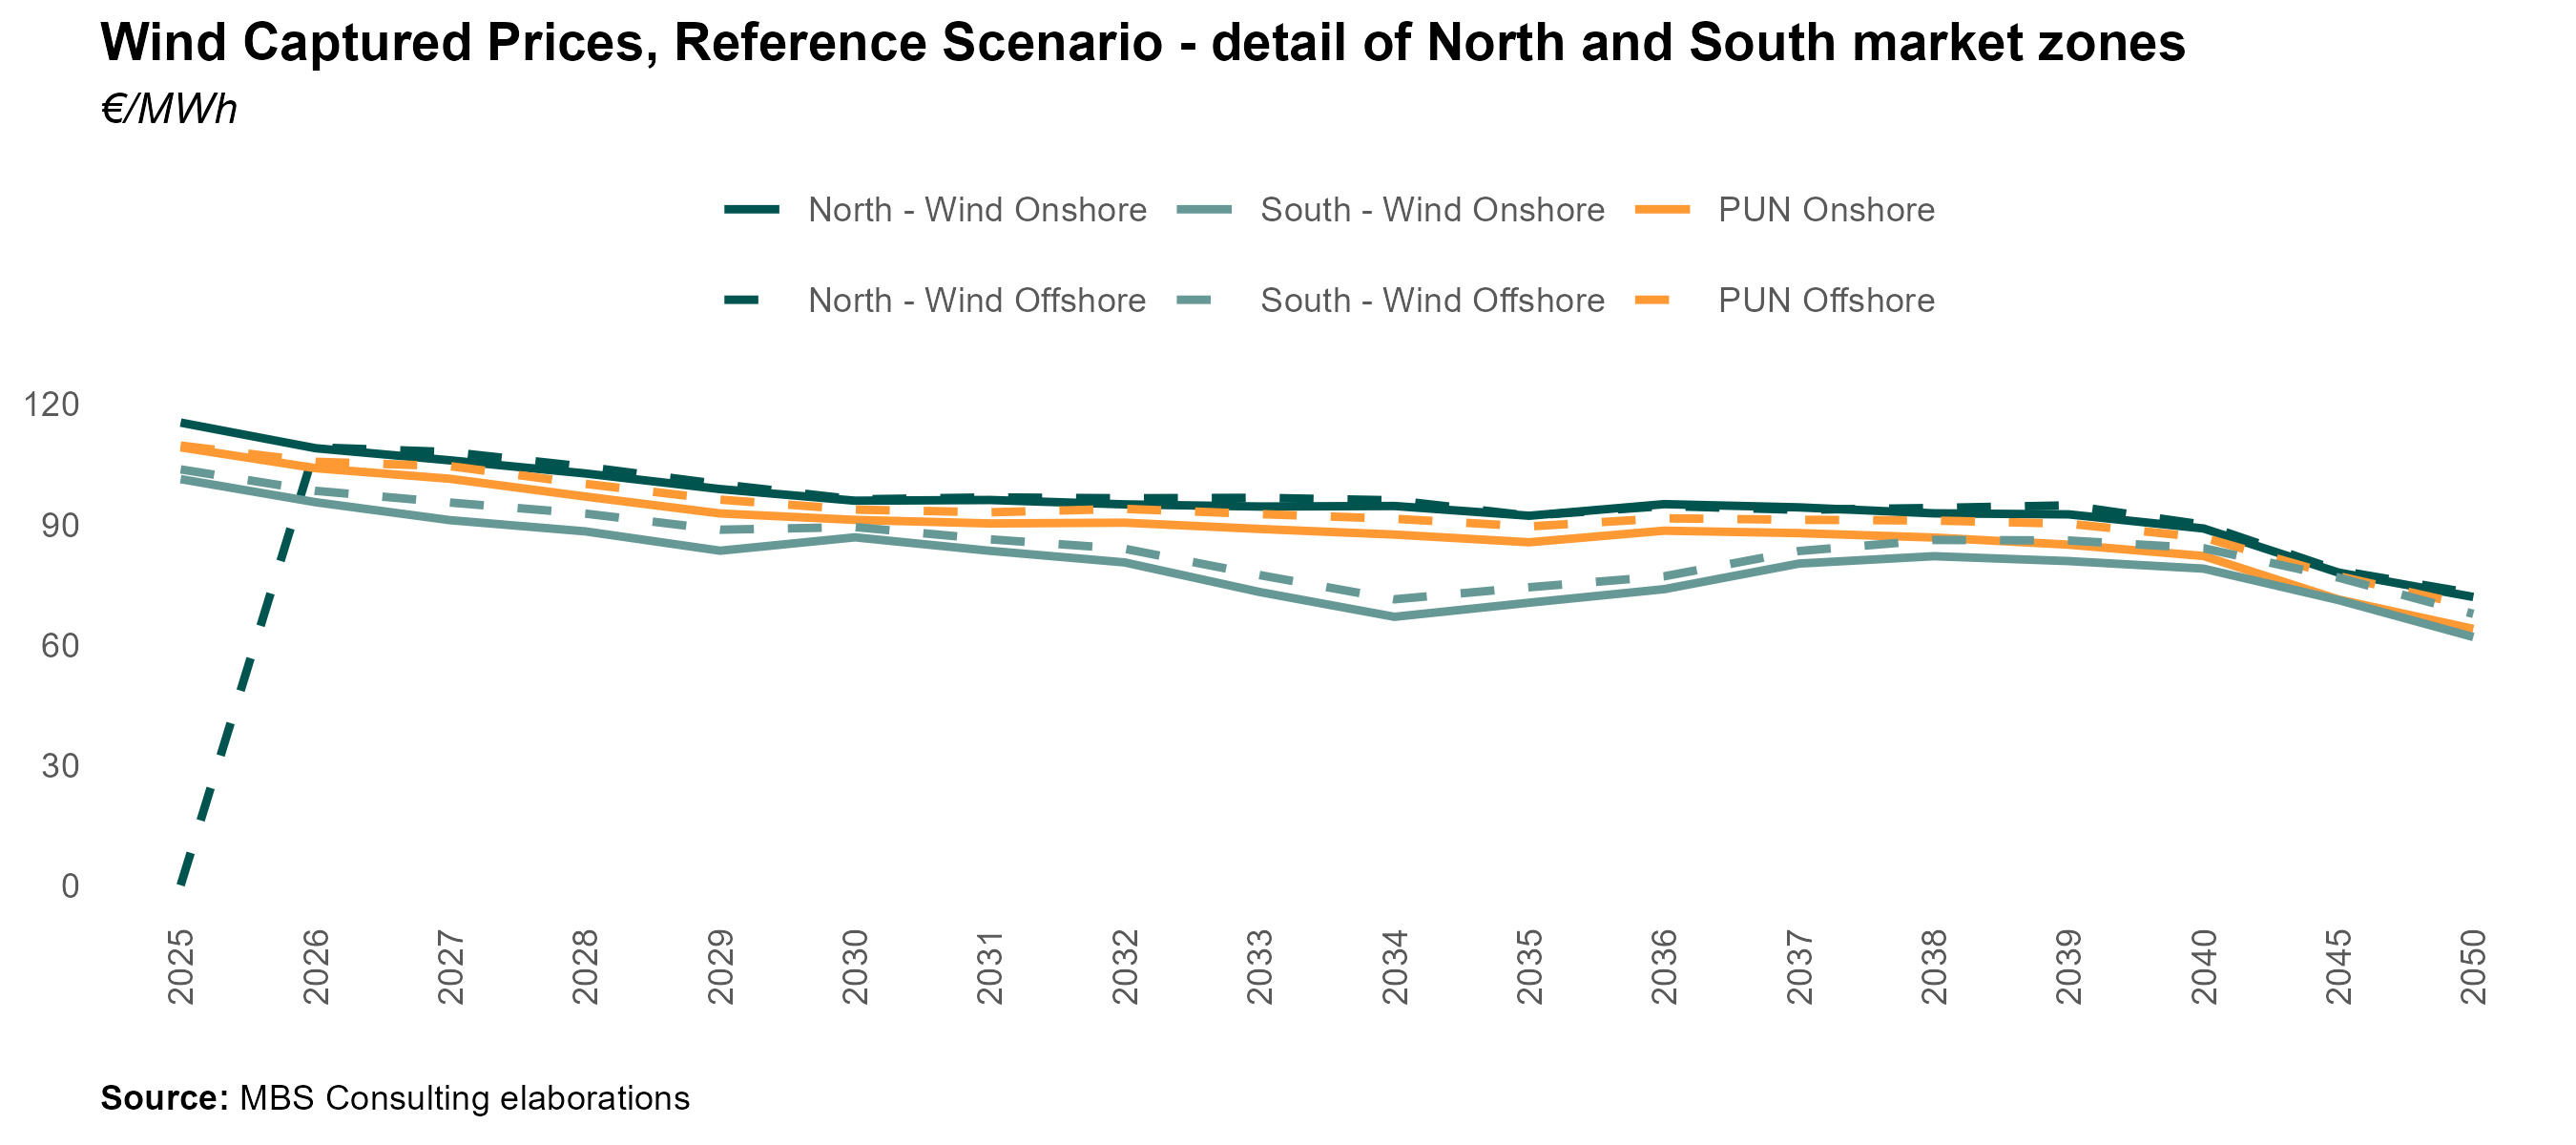 Wind Captured Prices, Reference Scenario - detail of North and South market zones
€/MWh
North - Wind Onshore South - Wind Onshore PUN Onshore
North - Wind Offshore South - Wind Offshore PUN Offshore
120
90
60
30
0
2025 2026 2027 2028 2029 2030 2031 2032 2033 2034 2035 2036 2037 2038 2039 2040 2045 2050
Source: MBS Consulting elaborations